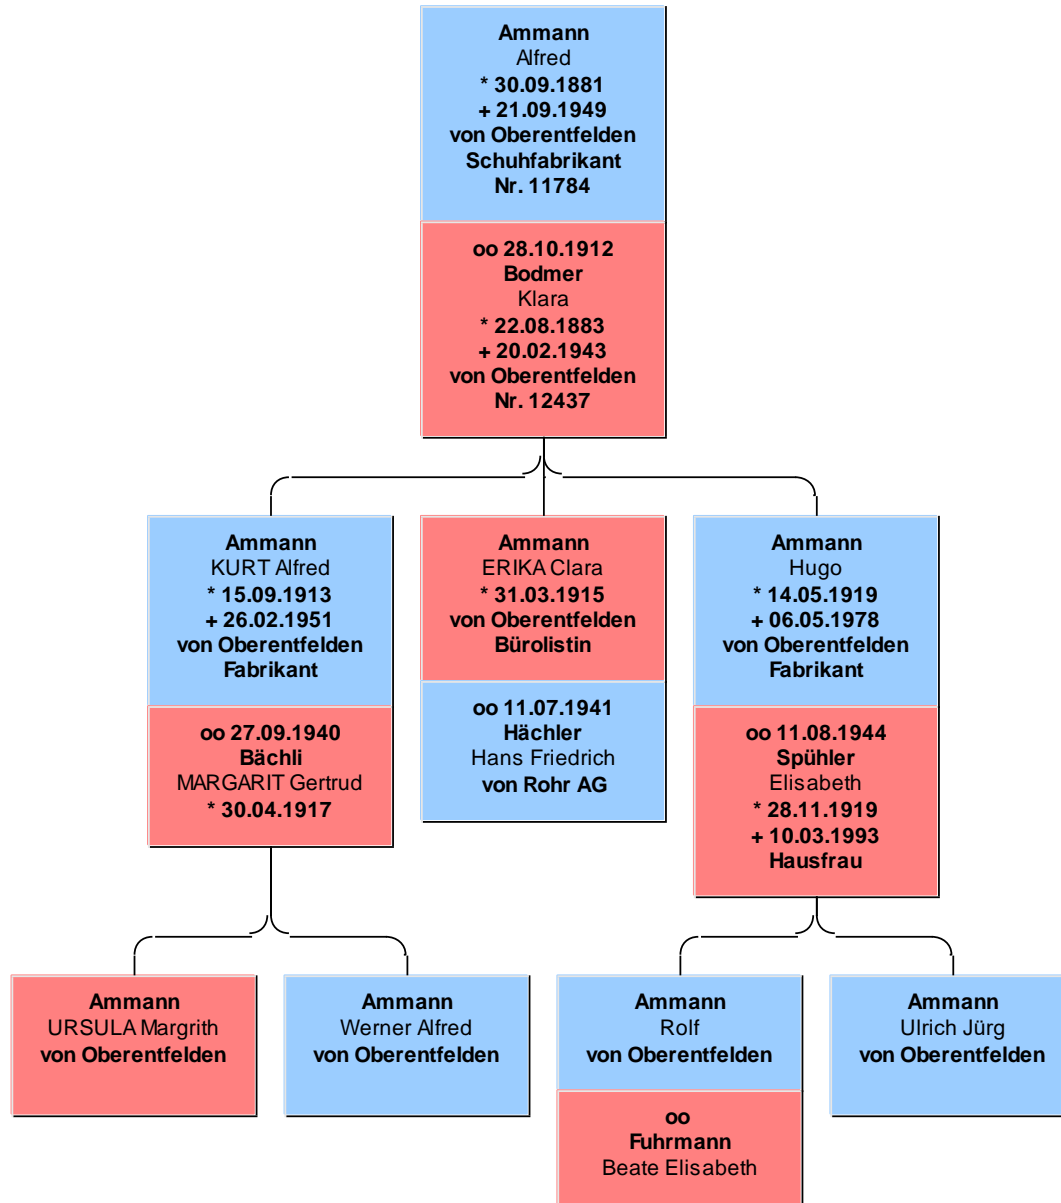 Ammann
Alfred
* 30.09.1881
+ 21.09.1949
von Oberentfelden
Schuhfabrikant
Nr. 11784
oo 28.10.1912
Bodmer
Klara
* 22.08.1883
+ 20.02.1943
von Oberentfelden
Nr. 12437
Ammann
KURT Alfred
* 15.09.1913
+ 26.02.1951
von Oberentfelden
Fabrikant
oo 27.09.1940
Bächli
MARGARIT Gertrud
* 30.04.1917
Ammann
ERIKA Clara
* 31.03.1915
von Oberentfelden
Bürolistin
oo 11.07.1941
Hächler
Hans Friedrich
von Rohr AG
Ammann
Hugo
* 14.05.1919
+ 06.05.1978
von Oberentfelden
Fabrikant
oo 11.08.1944
Spühler
Elisabeth
* 28.11.1919
+ 10.03.1993
Hausfrau
Ammann
URSULA Margrith
von Oberentfelden
Ammann
Werner Alfred
von Oberentfelden
Ammann
Rolf
von Oberentfelden
oo
Fuhrmann
Beate Elisabeth
Ammann
Ulrich Jürg
von Oberentfelden